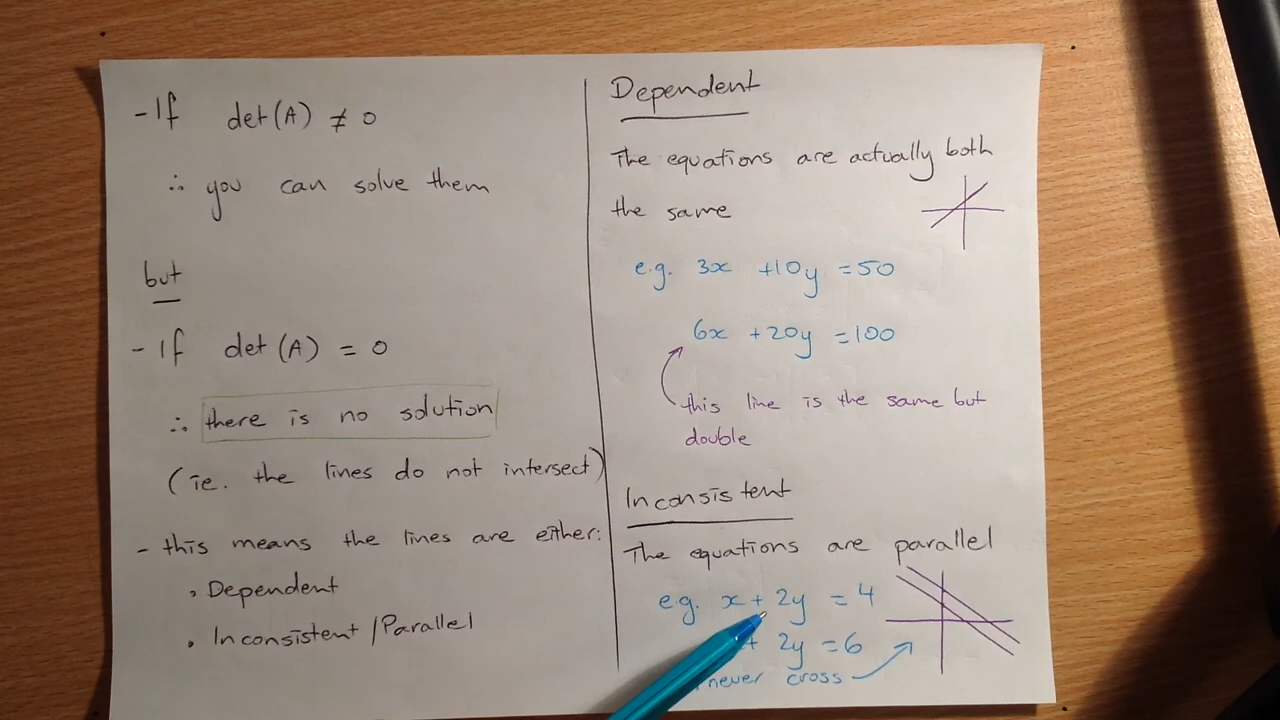 - If det(A) ≠ 0
∴ you can solve them
but
- If det(A) = 0
∴ there is no solution
(ie. the lines do not intersect)
- this means the lines are either:
• Dependent
• Inconsistent/Parallel
Dependent
The equations are actually both
the same
e.g. 3x +10y =50
6x +20y =100
this line is the same but
double
Inconsistent
The equations are parallel
e.g. x + 2y = 4
+ 2y = 6
never cross